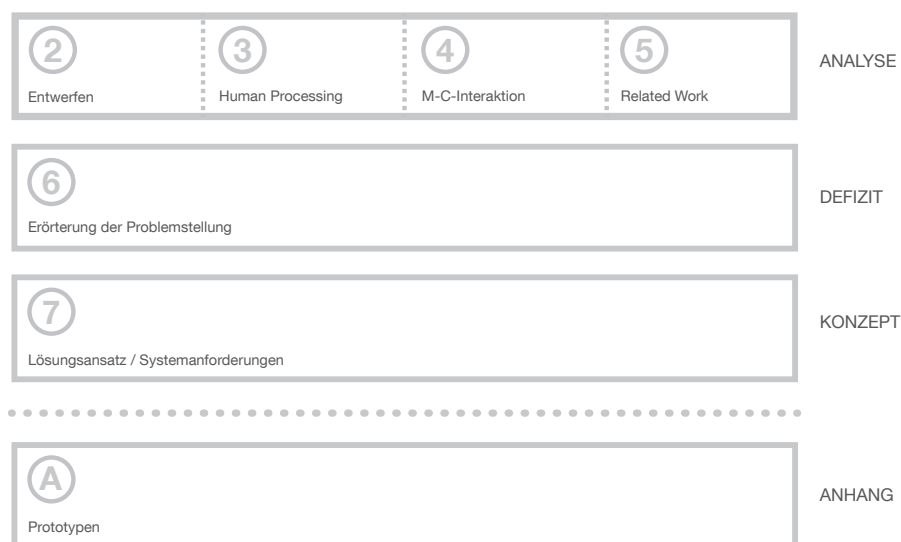 2 3 4 5
Entwerfen Human Processing M-C-Interaktion Related Work
ANALYSE
6
Erörterung der Problemstellung
DEFIZIT
7
Lösungsansatz / Systemanforderungen
KONZEPT
A
Prototypen
ANHANG